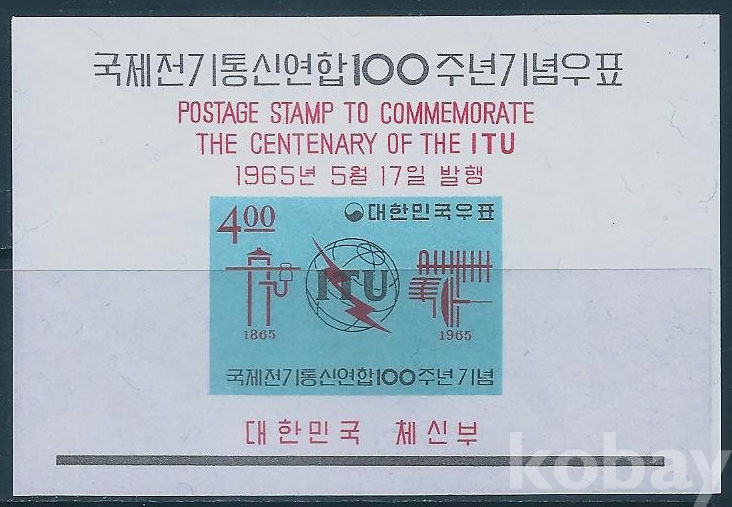 국제전기통신연합100주년기념우표
POSTAGE STAMP TO COMMEMORATE
THE CENTENARY OF THE ITU
1965년 5월 17일 발행
4.00 대한민국우표
ITU
1865 1965
국제전기통신연합100주년기념
대한민국 체신부
kobay